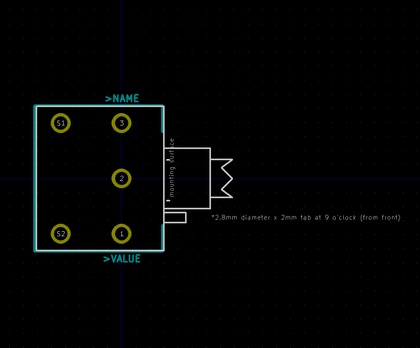 >NAME
S1 3
mounting surface
2
*2.8mm diameter x 2mm tab at 9 o'clock (from front)
S2 1
>VALUE